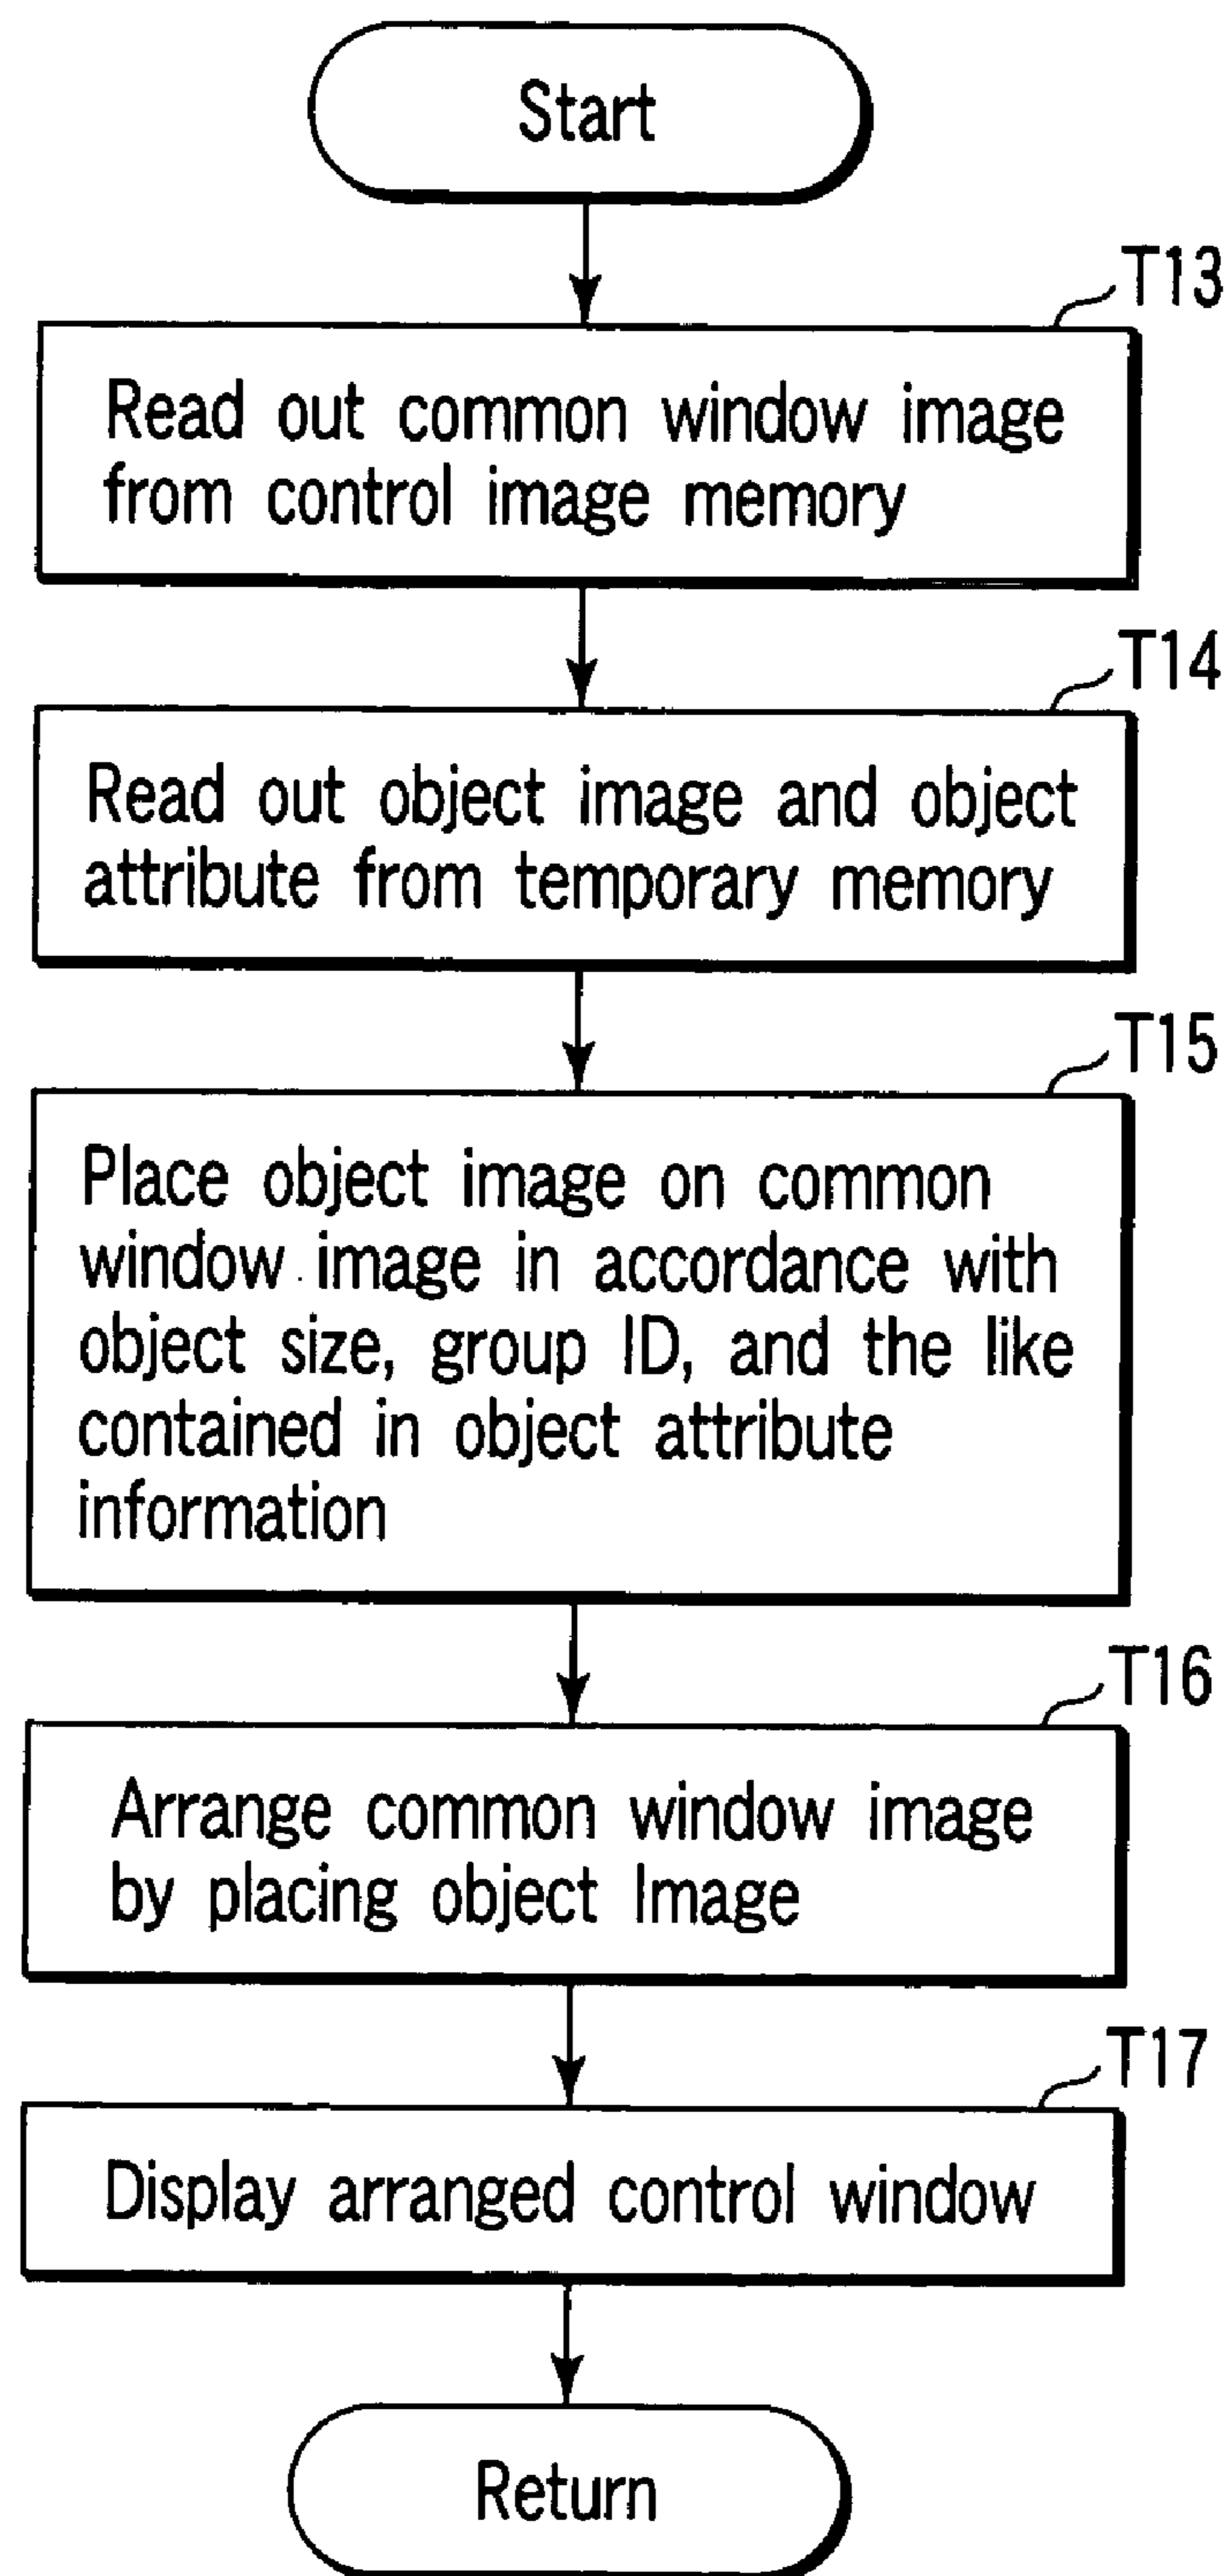 Start
T13
Read out common window image
from control image memory
T14
Read out object image and object
attribute from temporary memory
T15
Place object image on common
window image in accordance with
object size, group ID, and the like
contained in object attribute
information
T16
Arrange common window image
by placing object Image
T17
Display arranged control window
Return